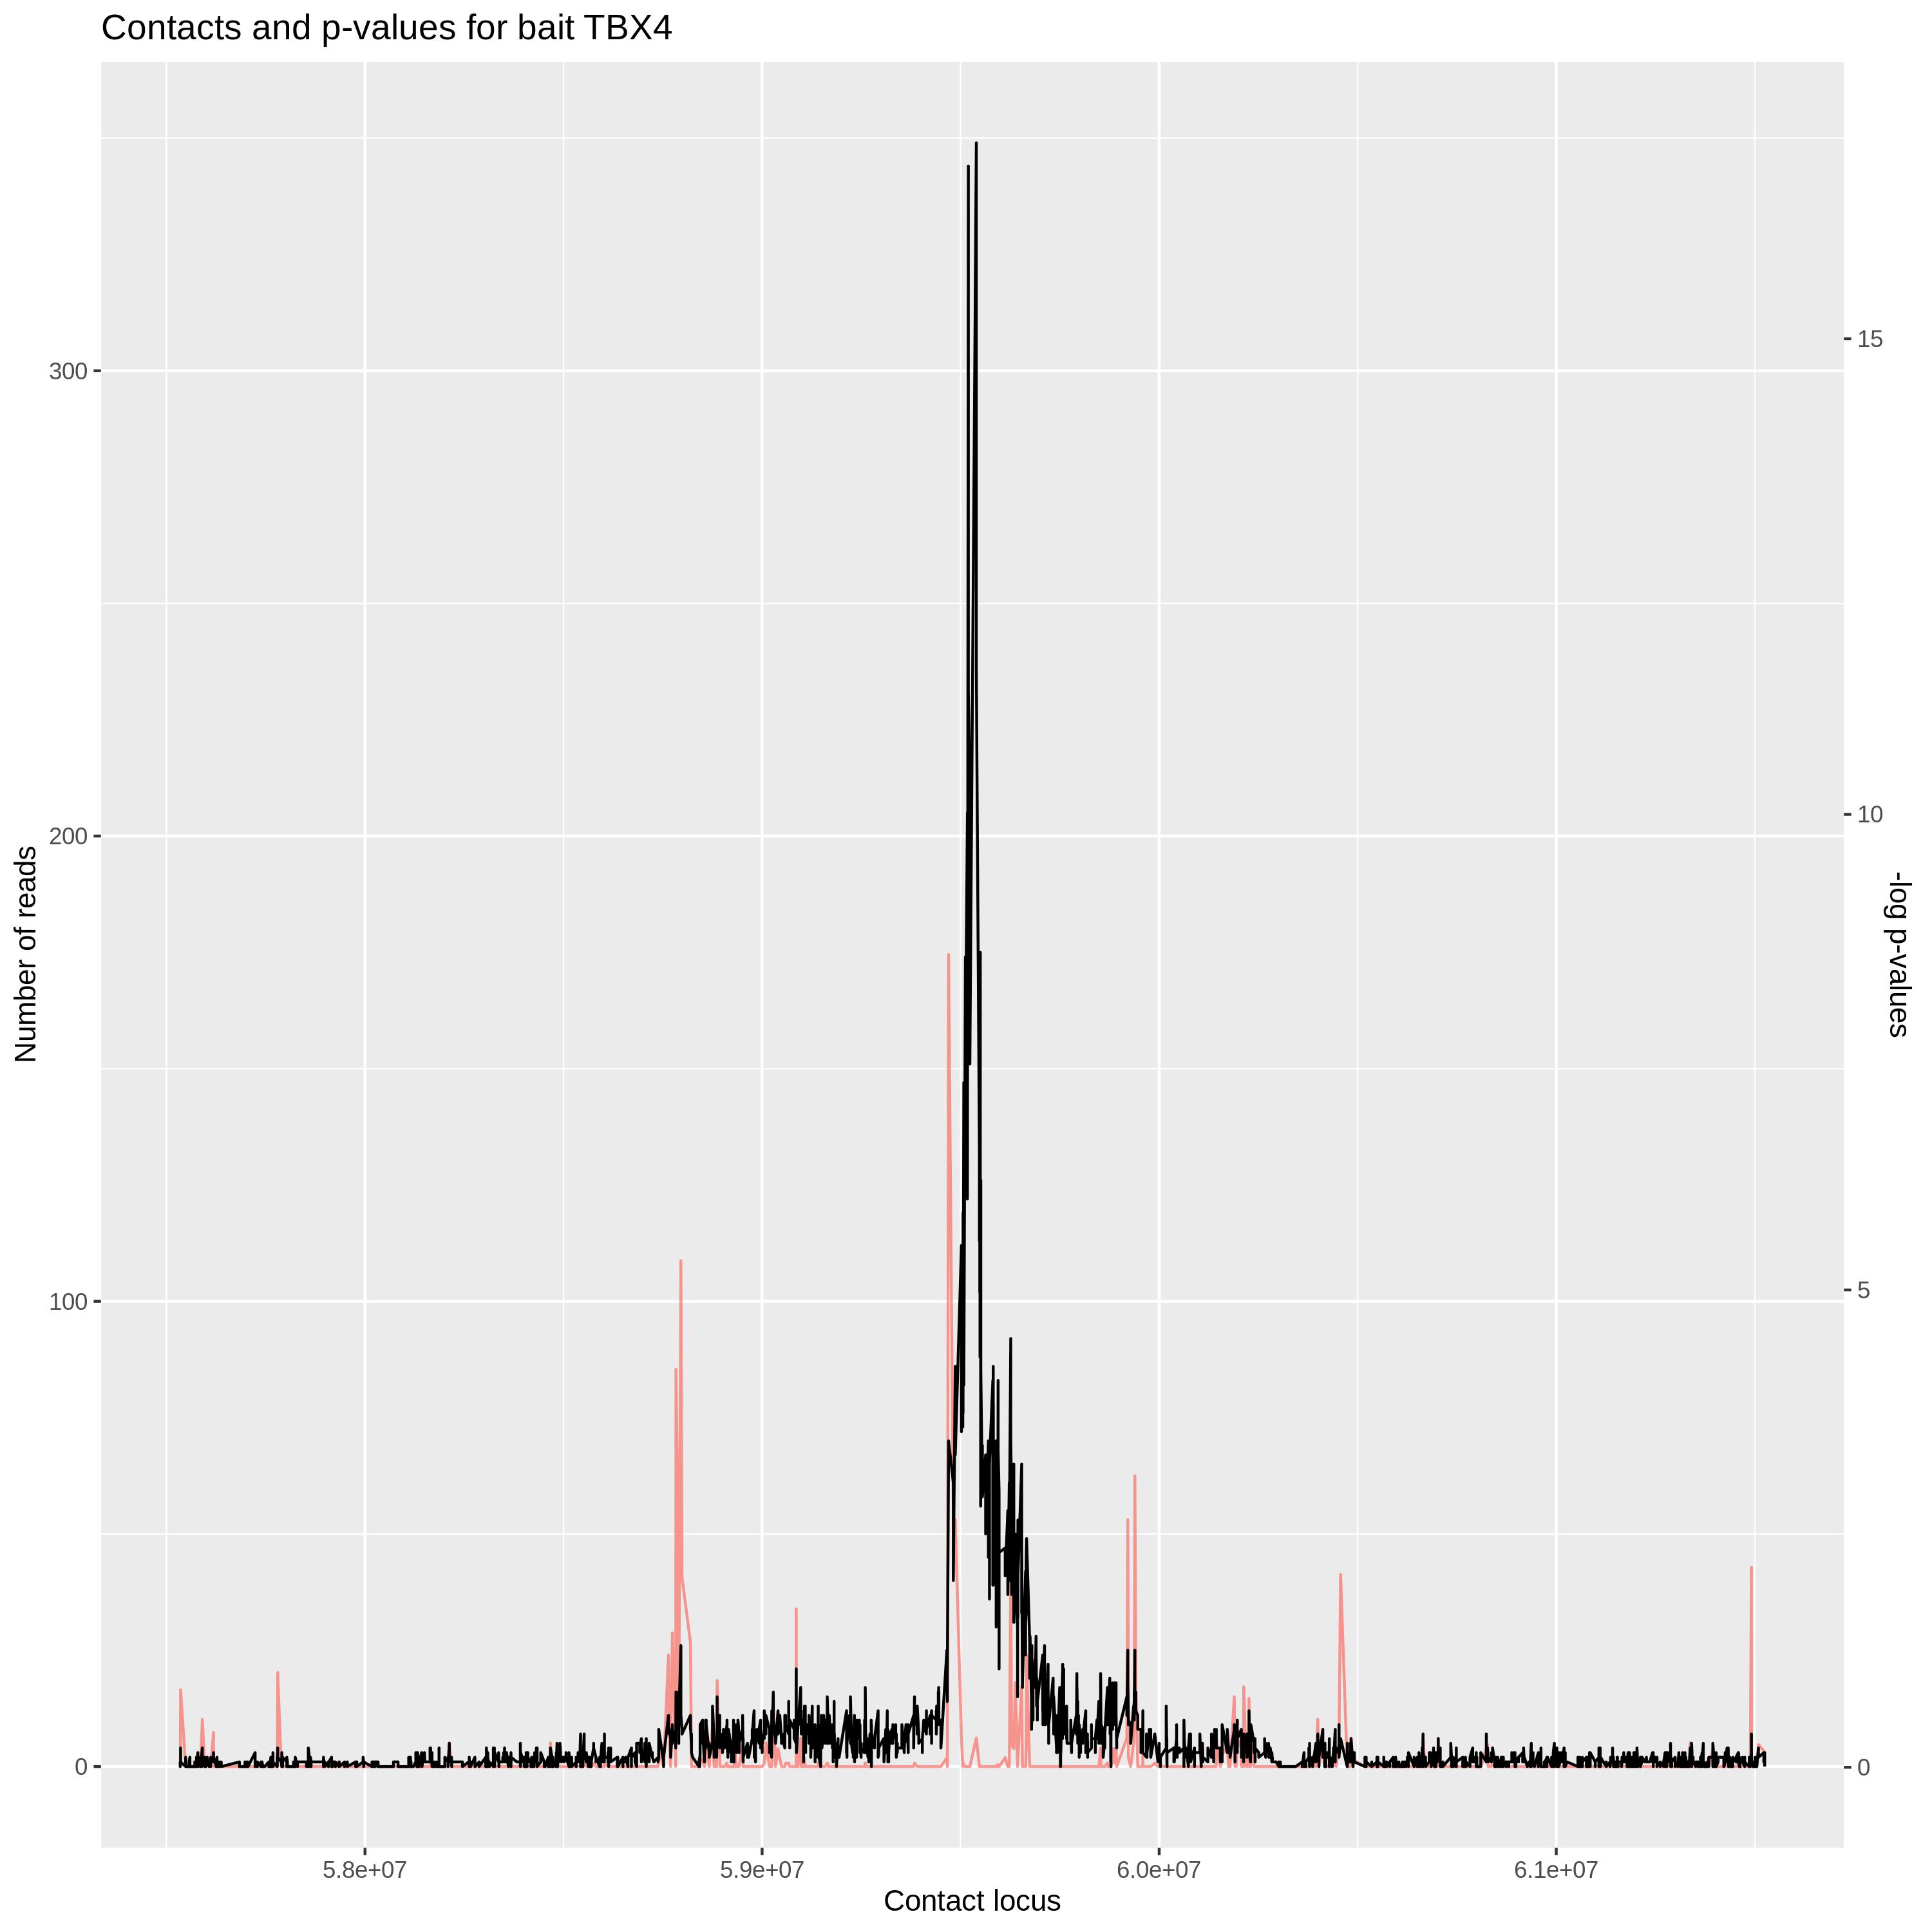 Contacts and p-values for bait TBX4
Number of reads
300
200
100
0
15
10
5
0
-log p-values
5.8e+07
5.9e+07
6.0e+07
6.1e+07
Contact locus